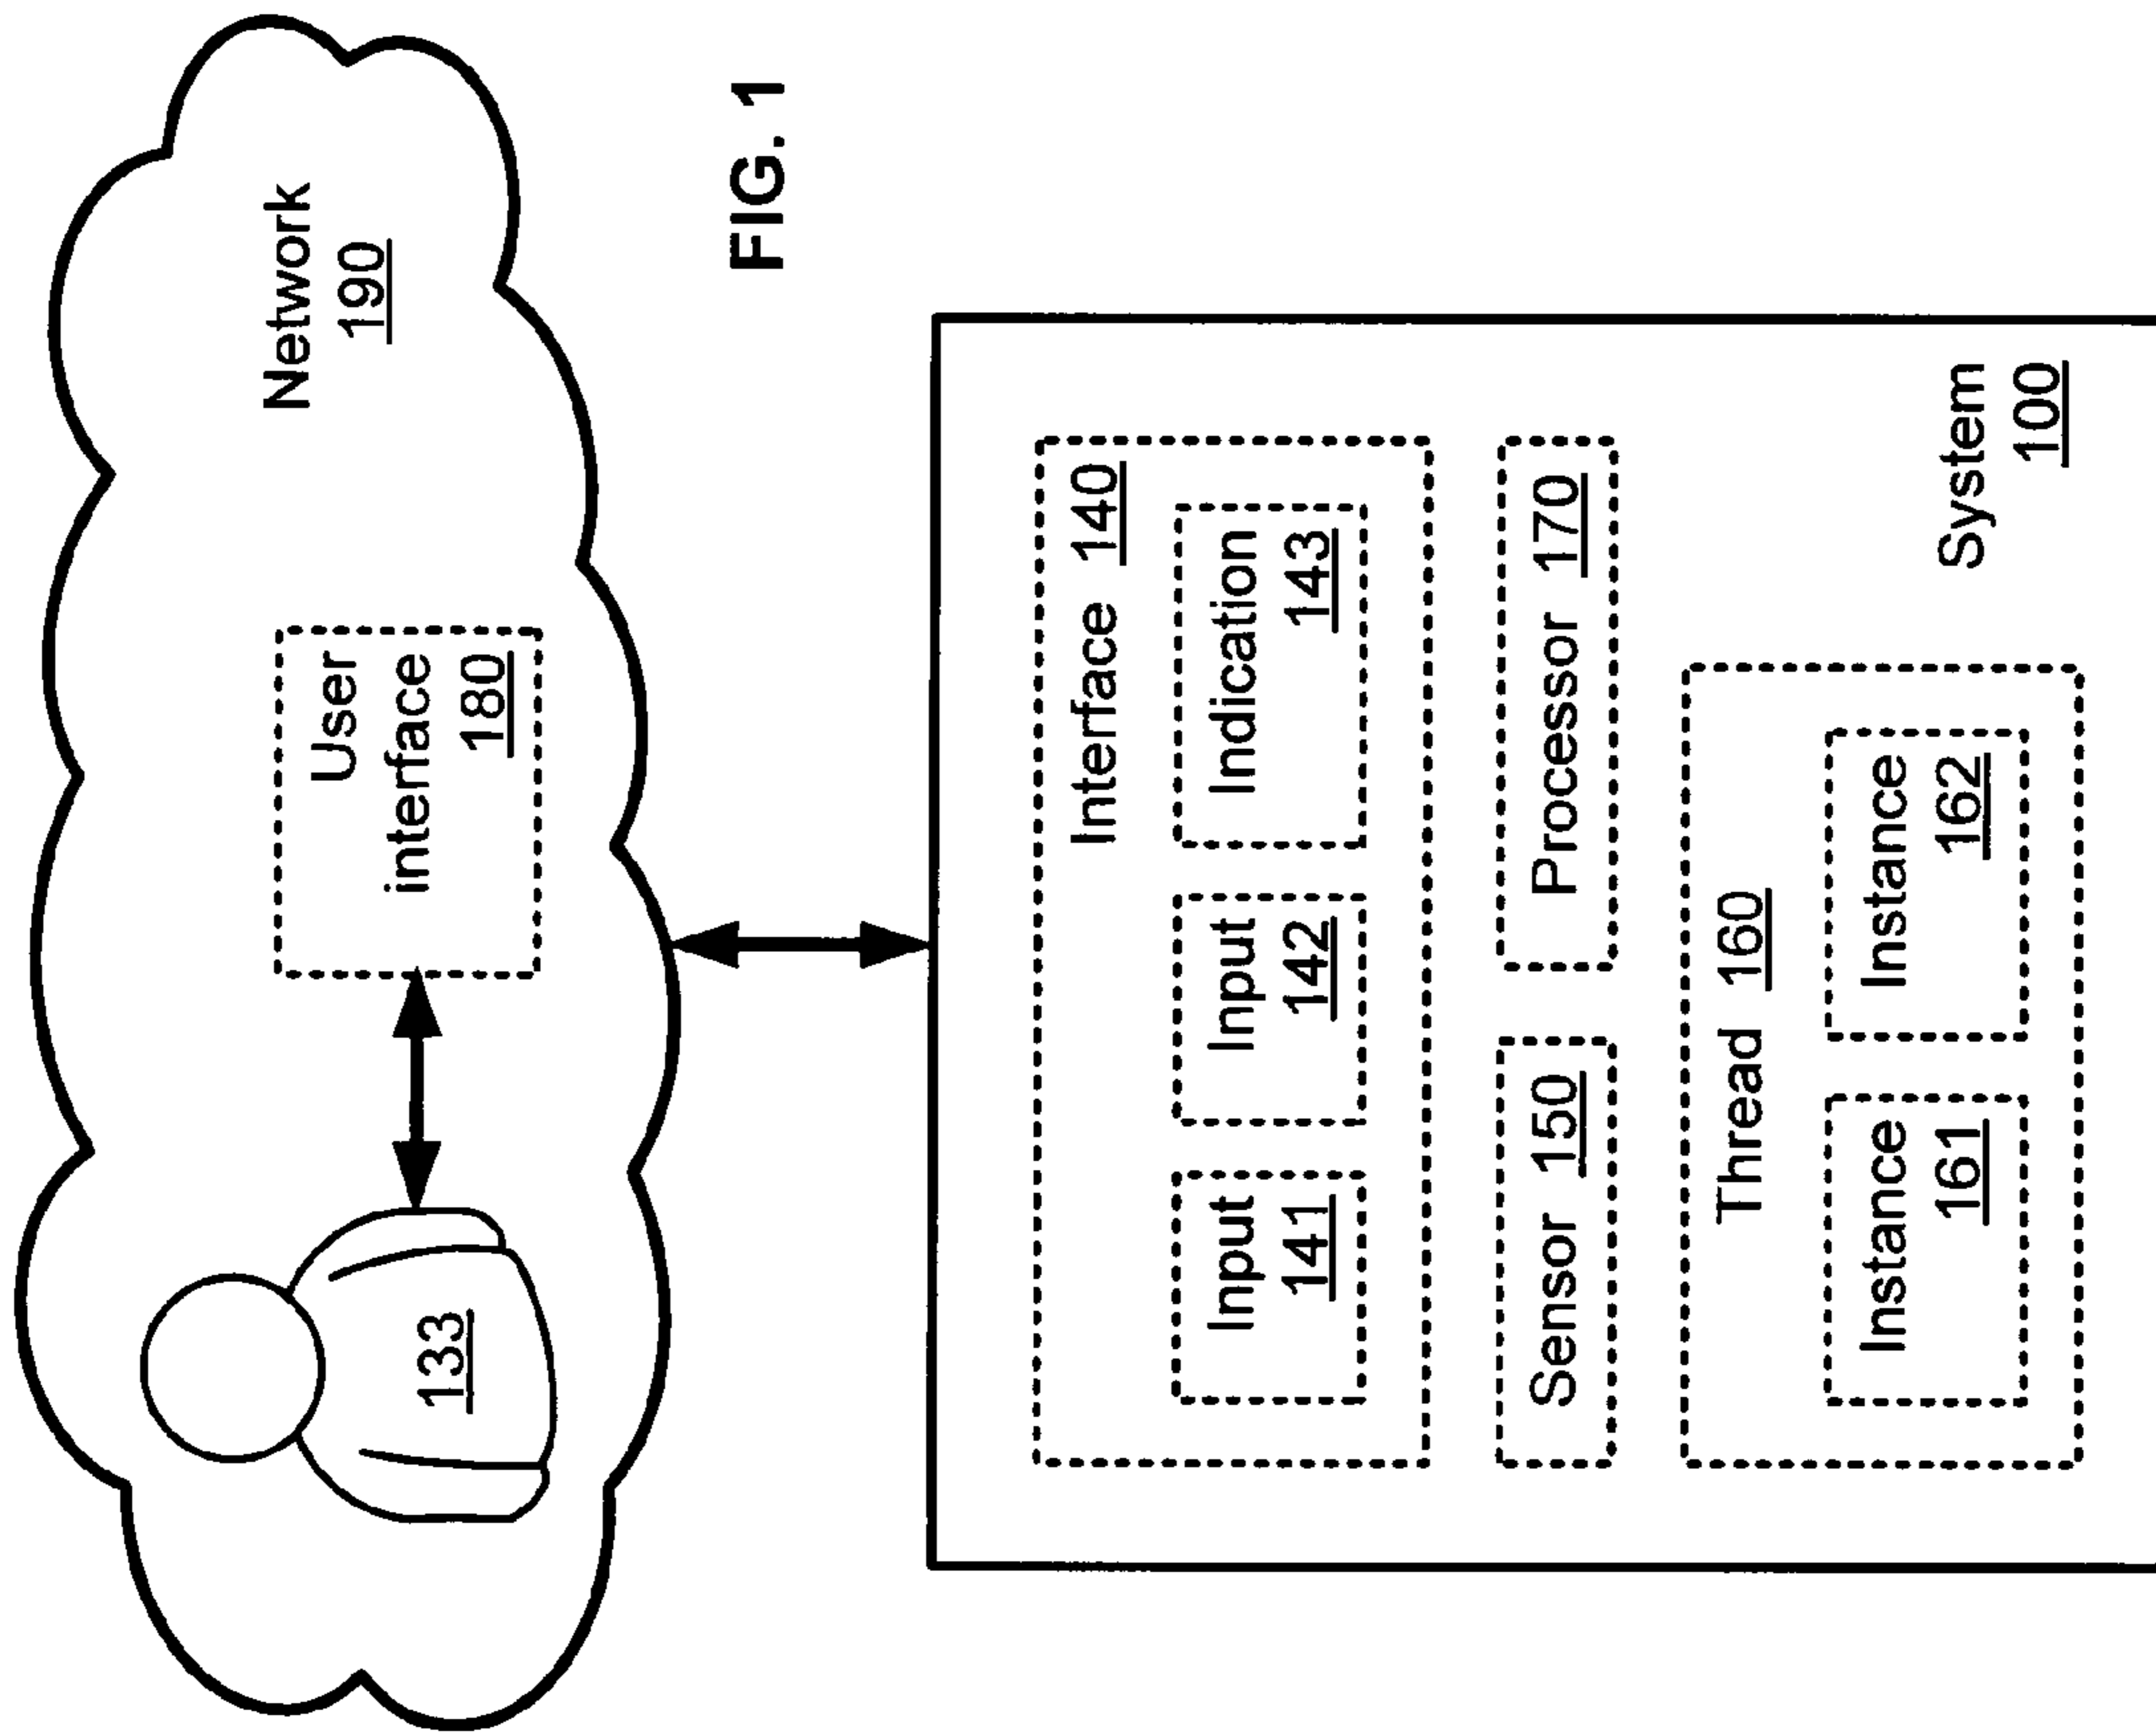 133
User
interface
180
Network
190
FIG. 1
Interface 140
Input
141
Input
142
Indication
143
Sensor 150
Processor 170
Thread 160
Instance
161
Instance
162
System
100